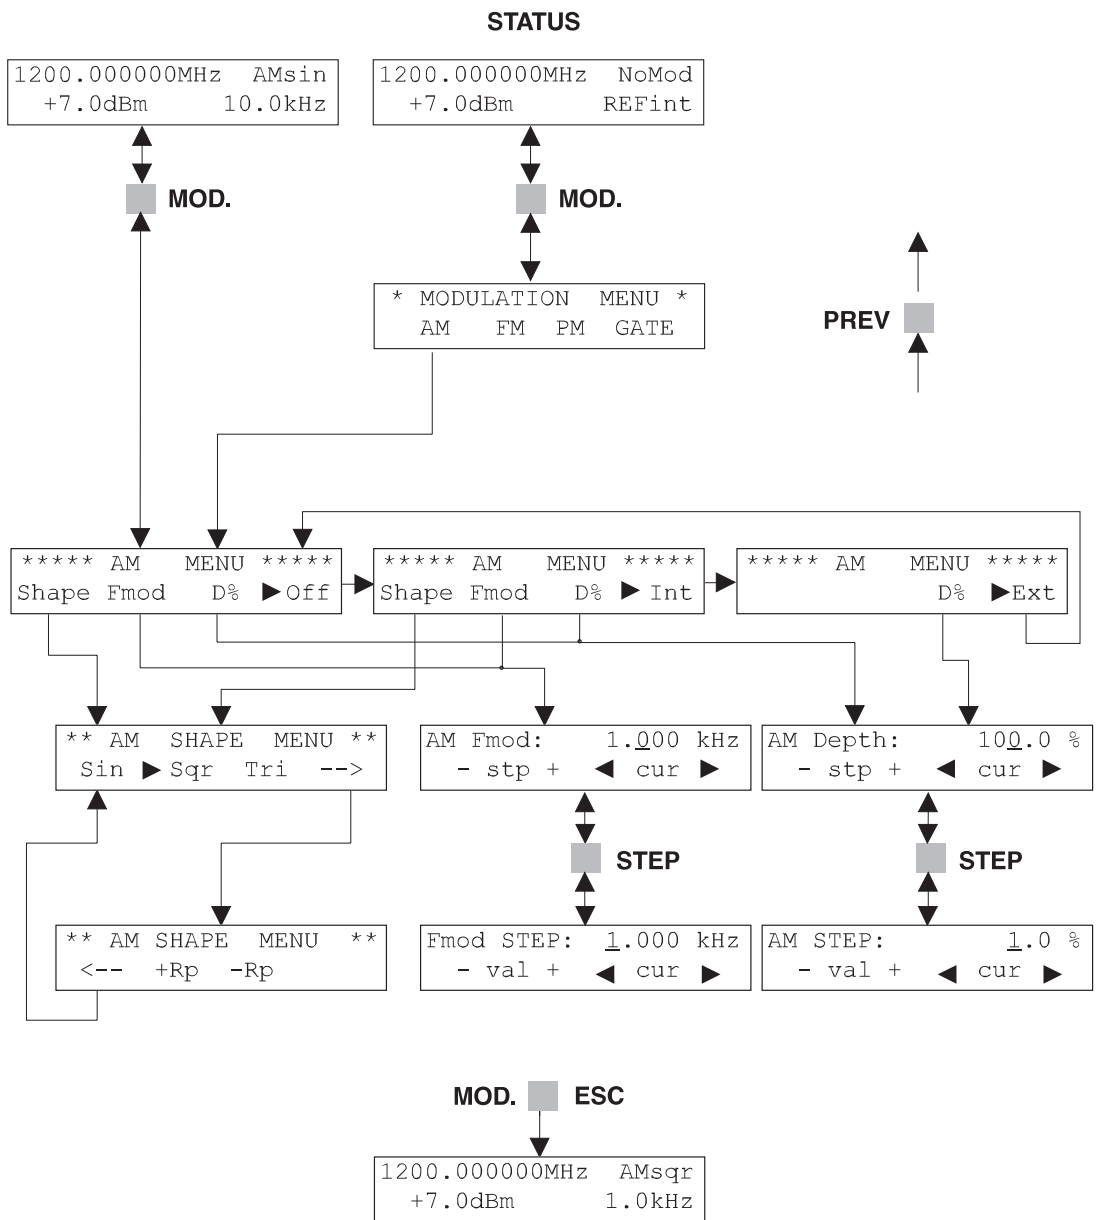 STATUS
1200.000000MHz AMsin
+7.0dBm 10.0kHz
1200.000000MHz NoMod
+7.0dBm REFint
MOD.
MOD.
* MODULATION MENU *
AM FM PM GATE
PREV
***** AM MENU *****
Shape Fmod D% ►Off
***** AM MENU *****
Shape Fmod D% ► Int
***** AM MENU *****
D% ►Ext
** AM SHAPE MENU **
Sin ► Sqr Tri -->
AM Fmod: 1.000 kHz
- stp + ◄ cur ►
AM Depth: 100.0 %
- stp + ◄ cur ►
STEP
STEP
** AM SHAPE MENU **
<-- +Rp -Rp
Fmod STEP: 1.000 kHz
- val + ◄ cur ►
AM STEP: 1.0 %
- val + ◄ cur ►
MOD. ESC
1200.000000MHz AMsqr
+7.0dBm 1.0kHz